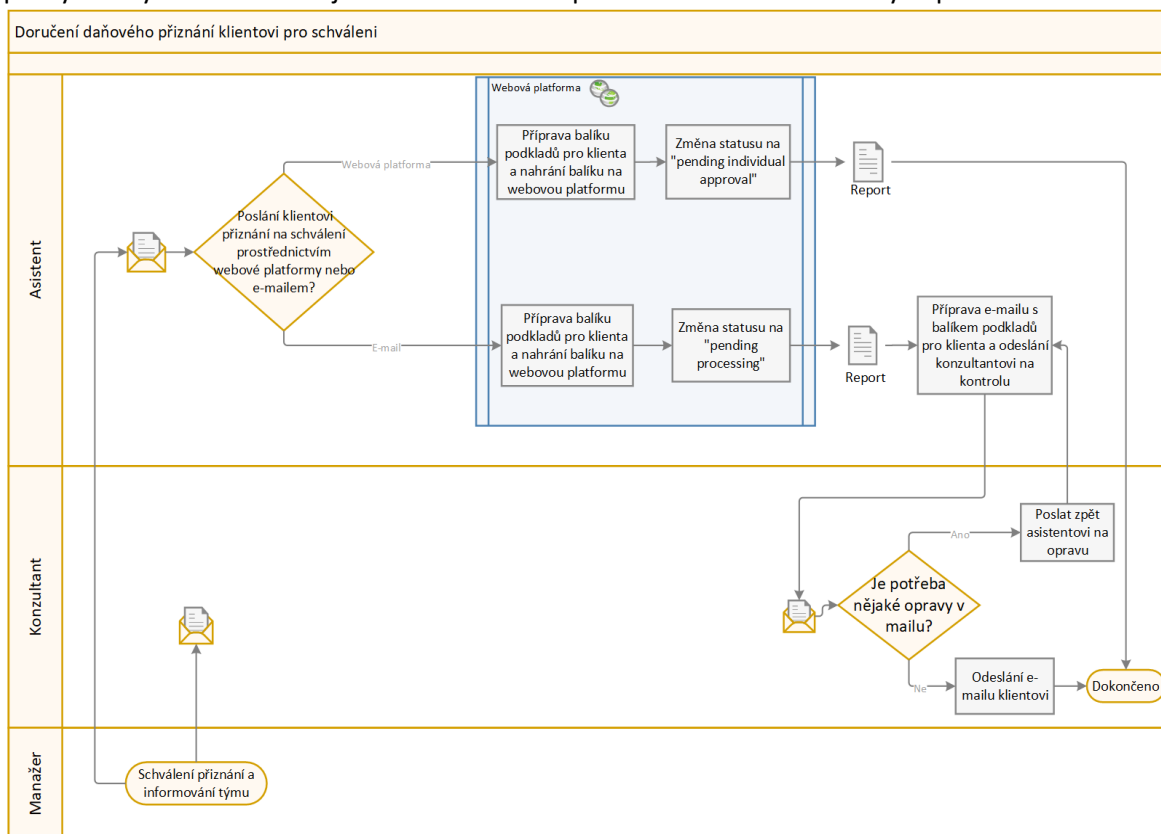 Doručení daňového přiznání klientovi pro schváleni
Asistent
Webová platforma
Příprava balíku
podkladů pro klienta
a nahrání balíku na
webovou platformu
Změna statusu na
"pending individual
approval"
Report
Webová platforma
Poslání klientovi
přiznání na schválení
prostřednictvím
webové platformy nebo
e-mailem?
E-mail
Příprava balíku
podkladů pro klienta
a nahrání balíku na
webovou platformu
Změna statusu na
"pending
processing"
Report
Příprava e-mailu s
balíkem podkladů
pro klienta a odeslání
konzultantovi na
kontrolu
Konzultant
Poslat zpět
asistentovi na
opravu
Ano
Je potřeba
nějaké opravy v
mailu?
Ne
Odeslání e-
mailu klientovi
Dokončeno
Manažer
Schválení přiznání a
informování týmu